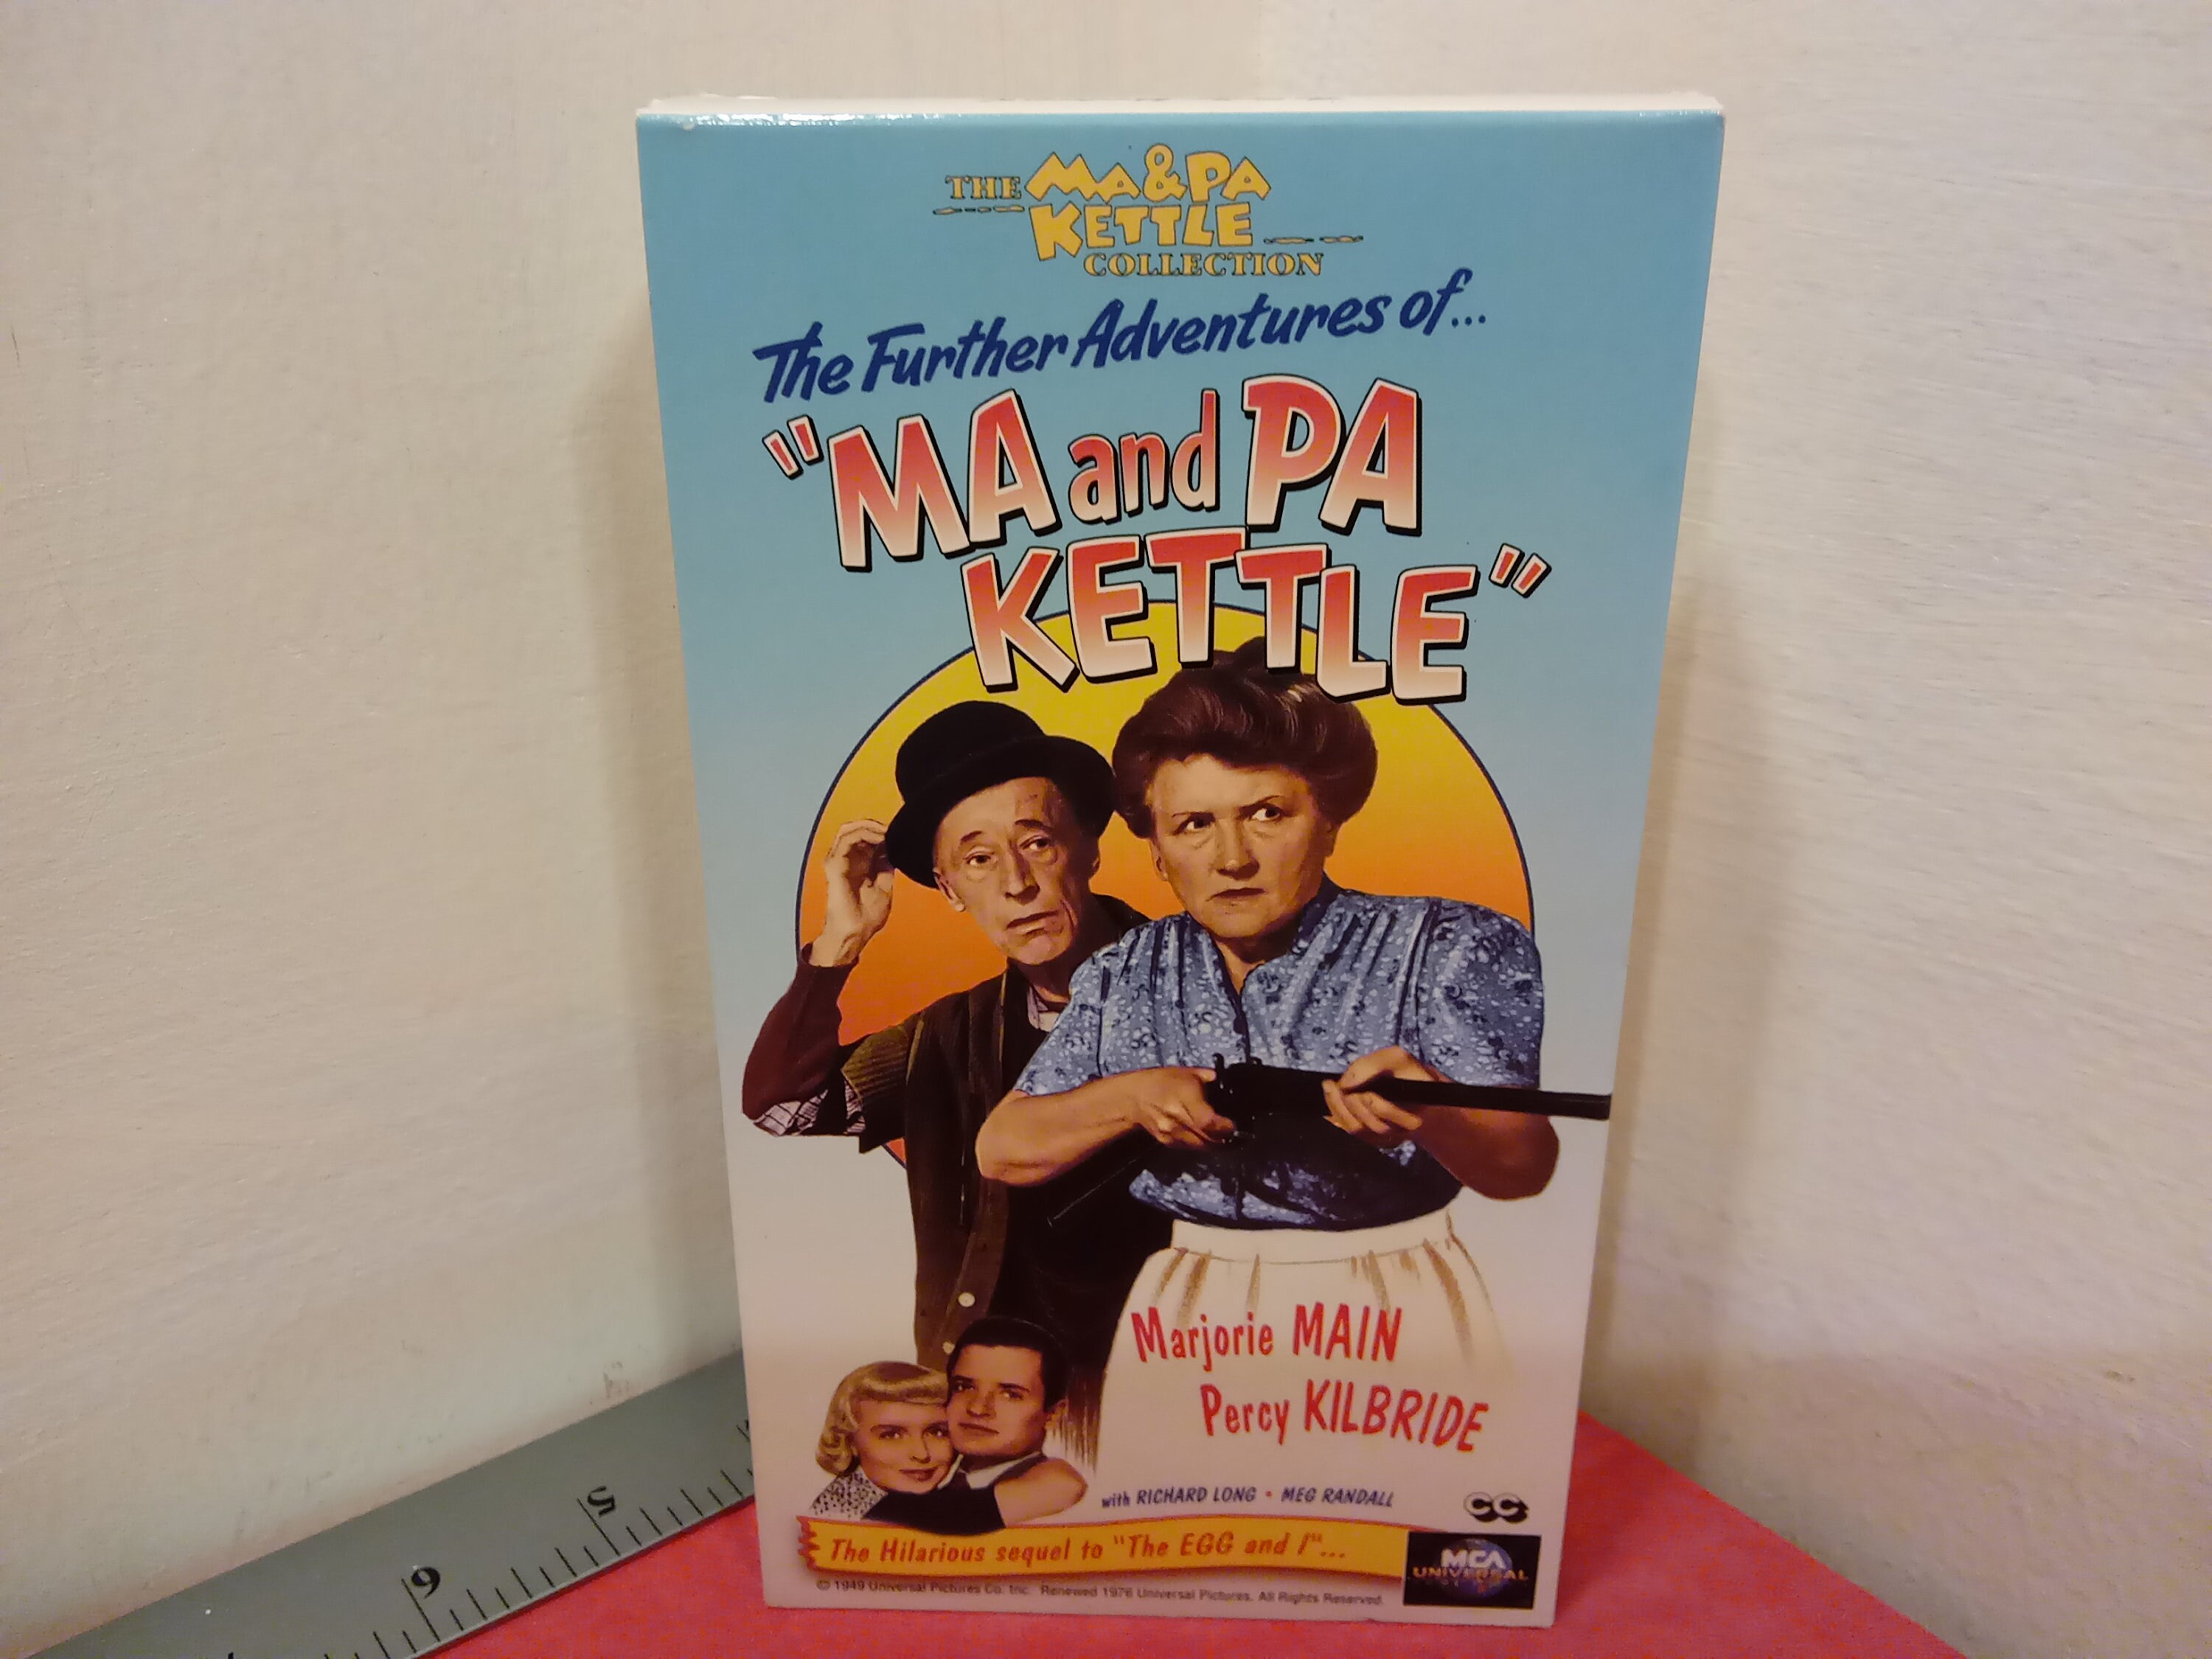 THE MA & PA
KETTLE
COLLECTION
The Further Adventures of...
"MA and PA
KETTLE"
Marjorie MAIN
Percy KILBRIDE
with RICHARD LONG • MEG RANDALL
CC
The Hilarious sequel to "The EGG and I"...
MCA
UNIVERSAL
© 1949 Universal Pictures Co. Inc. Renewed 1976 Universal Pictures. All Rights Reserved.
5
6